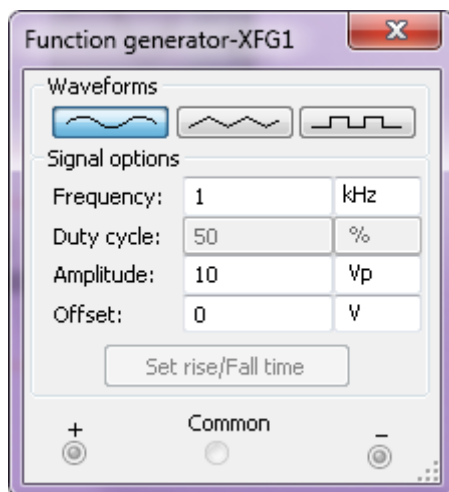 Function generator-XFG1
Waveforms
Signal options
Frequency: 1 kHz
Duty cycle: 50 %
Amplitude: 10 Vp
Offset: 0 V
Set rise/Fall time
+ Common −